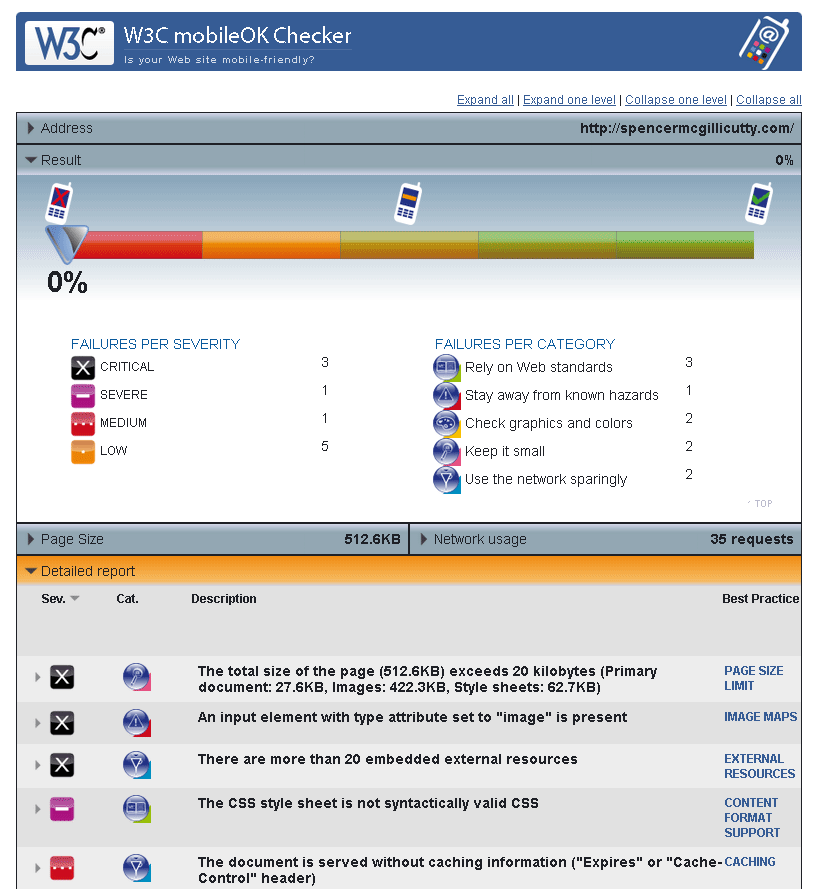 W3C® W3C mobileOK Checker
Is your Web site mobile-friendly?
Expand all | Expand one level | Collapse one level | Collapse all
Address http://spencermcgillicutty.com/
Result 0%
0%
FAILURES PER SEVERITY
CRITICAL 3
SEVERE 1
MEDIUM 1
LOW 5
FAILURES PER CATEGORY
Rely on Web standards 3
Stay away from known hazards 1
Check graphics and colors 2
Keep it small 2
Use the network sparingly 2
TOP
Page Size 512.6KB
Network usage 35 requests
Detailed report
Sev. Cat. Description Best Practice
The total size of the page (512.6KB) exceeds 20 kilobytes (Primary
document: 27.6KB, Images: 422.3KB, Style sheets: 62.7KB)
PAGE SIZE
LIMIT
An input element with type attribute set to "image" is present
IMAGE MAPS
There are more than 20 embedded external resources
EXTERNAL
RESOURCES
The CSS style sheet is not syntactically valid CSS
CONTENT
FORMAT
SUPPORT
The document is served without caching information ("Expires" or "Cache-
Control" header)
CACHING